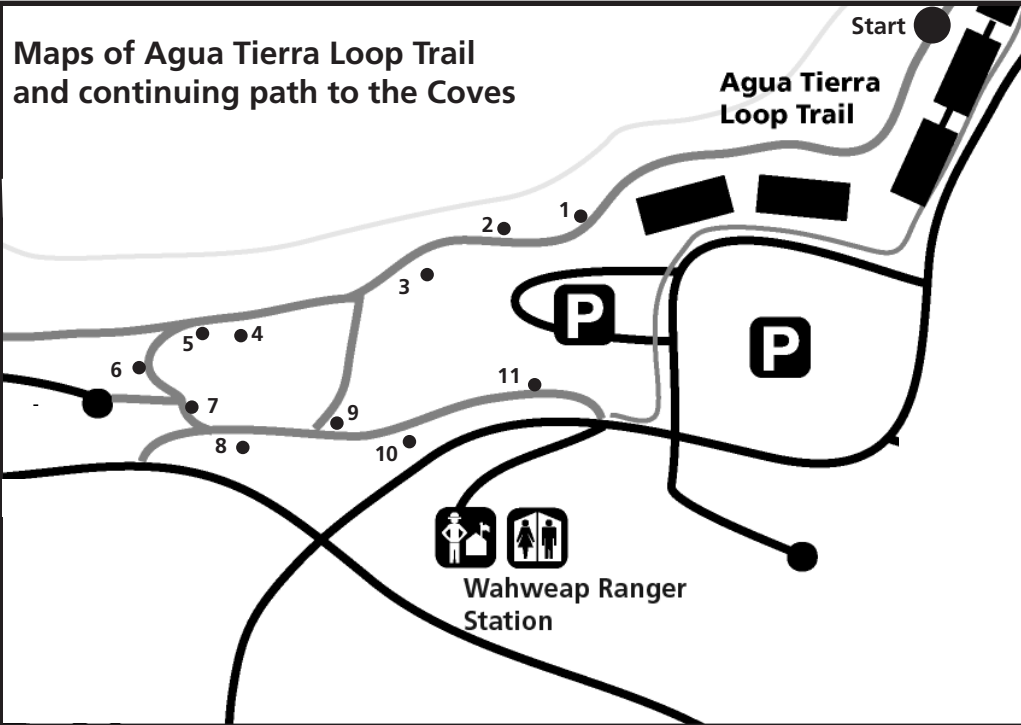 Maps of Agua Tierra Loop Trail
and continuing path to the Coves
Start
Agua Tierra
Loop Trail
1
2
3
4
5
6
7
8
9
10
11
-
P
P
Wahweap Ranger
Station